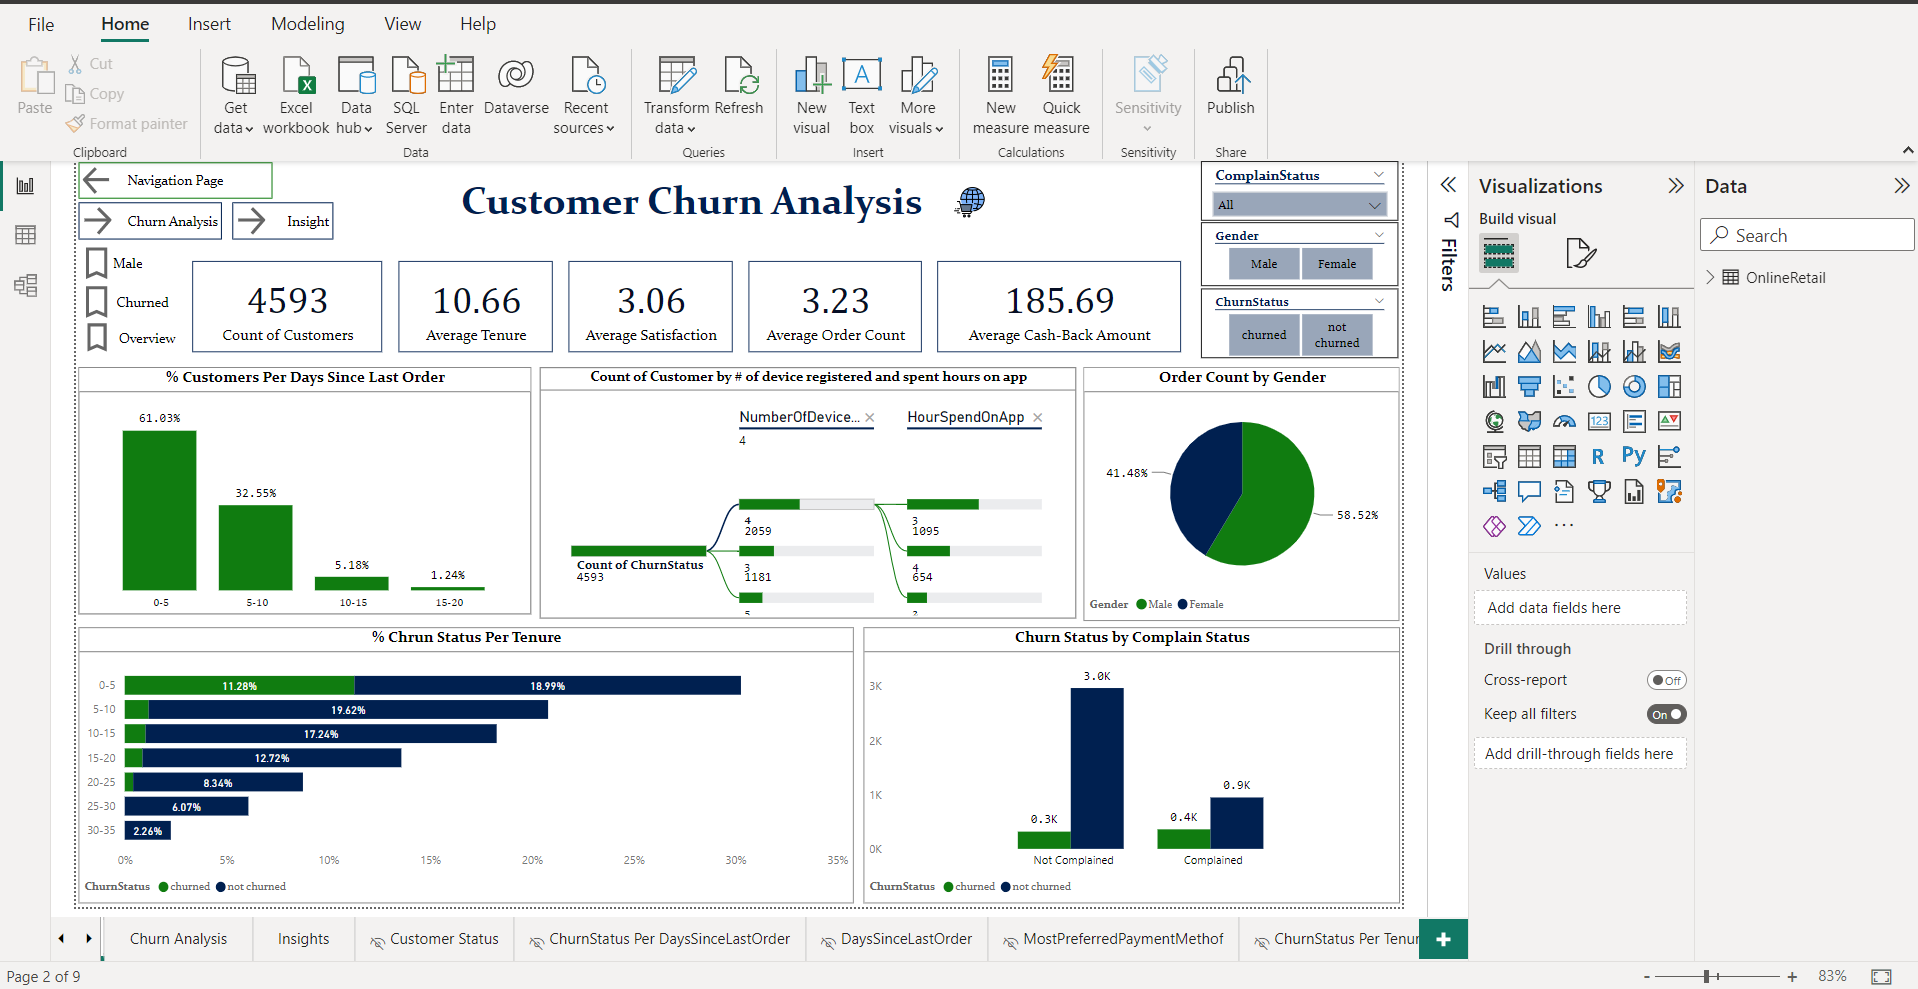 File Home Insert Modeling View Help
Paste
Cut
Copy
Format painter
Clipboard
Get data
Excel workbook
Data hub
SQL Server
Enter data
Dataverse
Recent sources
Data
Transform data
Refresh
Queries
New visual
Text box
More visuals
Insert
New measure
Quick measure
Calculations
Sensitivity
Sensitivity
Publish
Share
Navigation Page
Churn Analysis
Insight
Customer Churn Analysis
ComplainStatus
All
Gender
Male Female
ChurnStatus
churned
not churned
Male
Churned
Overview
4593
Count of Customers
10.66
Average Tenure
3.06
Average Satisfaction
3.23
Average Order Count
185.69
Average Cash-Back Amount
% Customers Per Days Since Last Order
61.03%
32.55%
5.18%
1.24%
0-5 5-10 10-15 15-20
Count of Customer by # of device registered and spent hours on app
NumberOfDevice... HourSpendOnApp
4
Count of ChurnStatus
4593
4
2059
3
1181
3
1095
4
654
Order Count by Gender
41.48%
58.52%
Gender Male Female
% Chrun Status Per Tenure
0-5 11.28% 18.99%
5-10 19.62%
10-15 17.24%
15-20 12.72%
20-25 8.34%
25-30 6.07%
30-35 2.26%
0% 5% 10% 15% 20% 25% 30% 35%
ChurnStatus churned not churned
Churn Status by Complain Status
3K
2K
1K
0K
0.3K
3.0K
0.4K
0.9K
Not Complained Complained
ChurnStatus churned not churned
Filters
Visualizations
Build visual
123
R
Py
Values
Add data fields here
Drill through
Cross-report Off
Keep all filters On
Add drill-through fields here
Data
Search
OnlineRetail
Churn Analysis
Insights
Customer Status
ChurnStatus Per DaysSinceLastOrder
DaysSinceLastOrder
MostPreferredPaymentMethof
ChurnStatus Per Tenur
Page 2 of 9
- + 83%